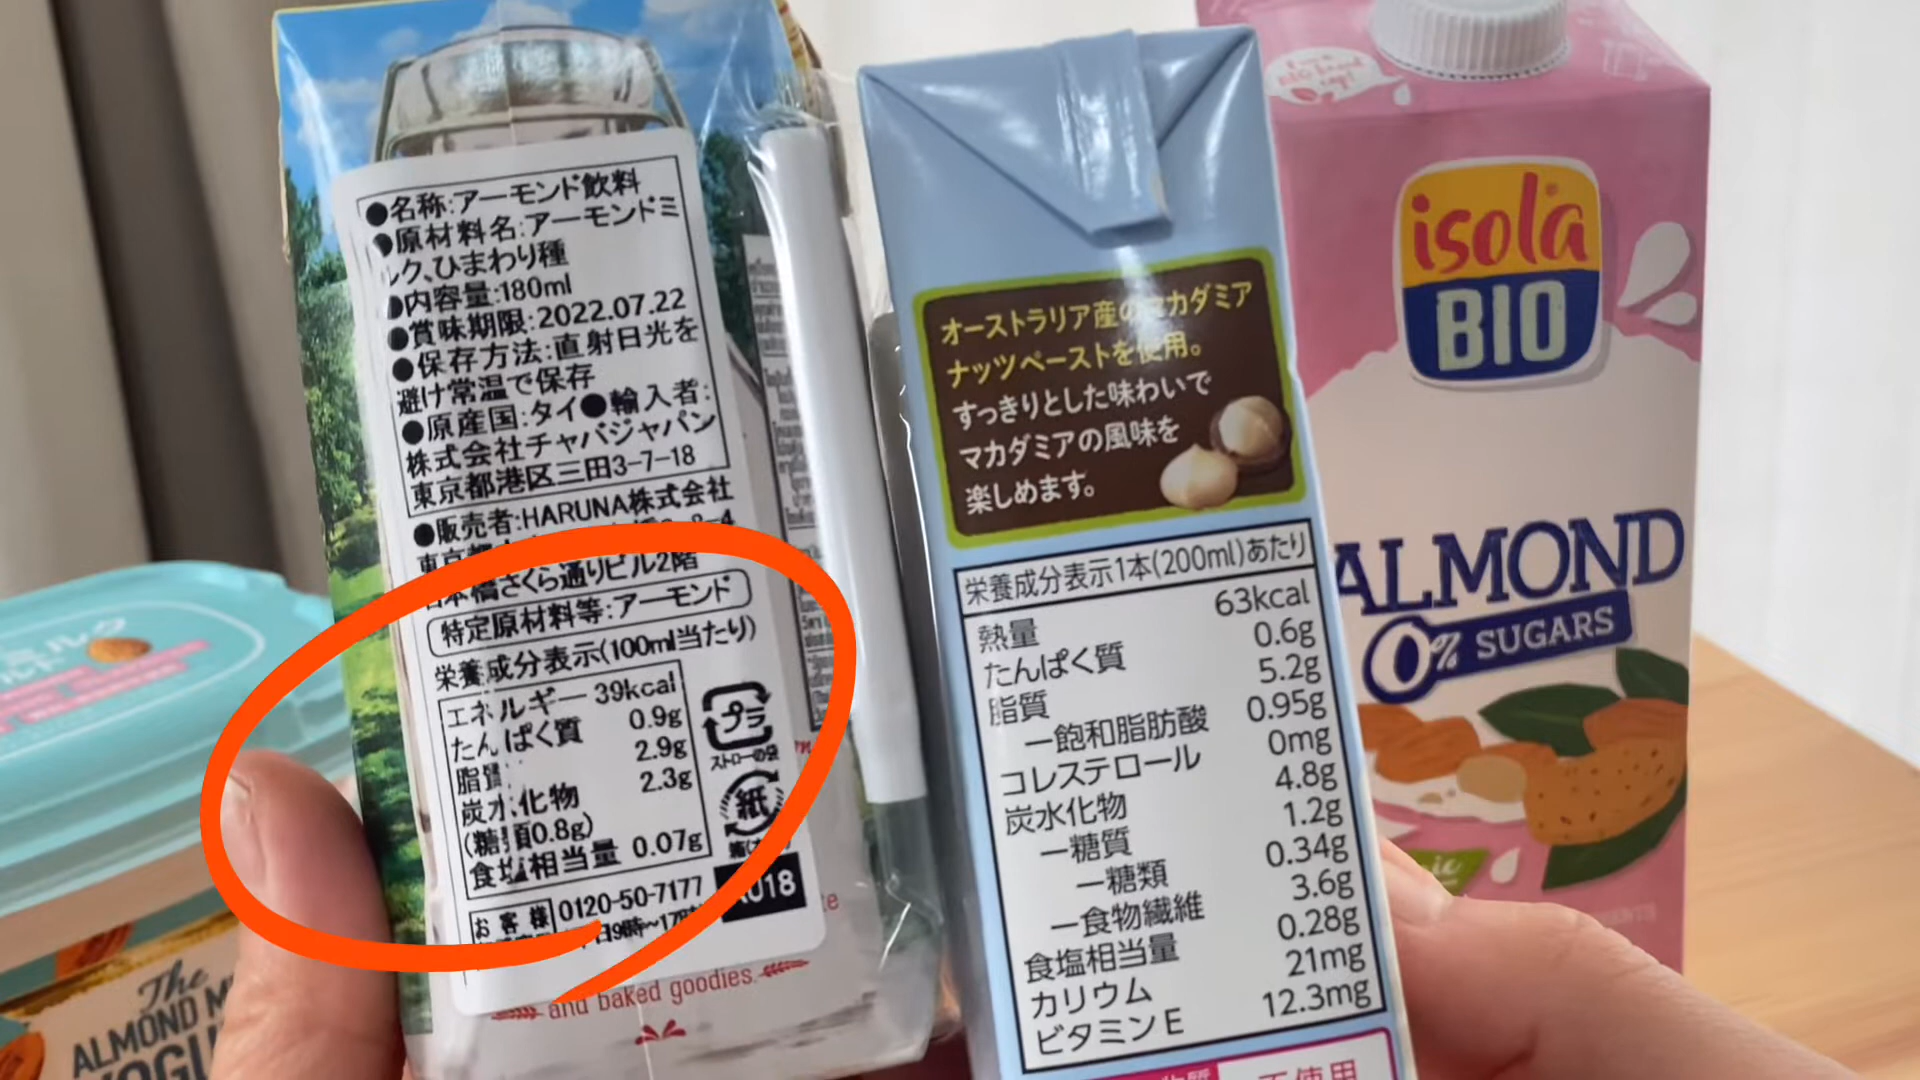 ●名称:アーモンド飲料
●原材料名:アーモンドミ
ルク、ひまわり種
●内容量:180ml
●賞味期限:2022.07.22
●保存方法:直射日光を
避け常温で保存
●原産国:タイ●輸入者:
株式会社チャバジャパン
東京都港区三田3-7-18
●販売者:HARUNA株式会社
日本橋さくら通りビル2階
特定原材料等:アーモンド
栄養成分表示(100ml当たり)
エネルギー 39kcal
たんぱく質 0.9g
脂質 2.9g
炭水化物 2.3g
(糖類0.8g)
食塩相当量 0.07g
お客様 0120-50-7177
プラ
ストローの袋
紙
and baked goodies.
オーストラリア産のマカダミア
ナッツペーストを使用。
すっきりとした味わいで
マカダミアの風味を
楽しめます。
栄養成分表示1本(200ml)あたり
熱量 63kcal
たんぱく質 0.6g
脂質 5.2g
―飽和脂肪酸 0.95g
コレステロール 0mg
炭水化物 4.8g
―糖質 1.2g
―糖類 0.34g
―食物繊維 3.6g
食塩相当量 0.28g
カリウム 21mg
ビタミンE 12.3mg
不使用
isola
BIO
ALMOND
0% SUGARS
The
ALMOND M